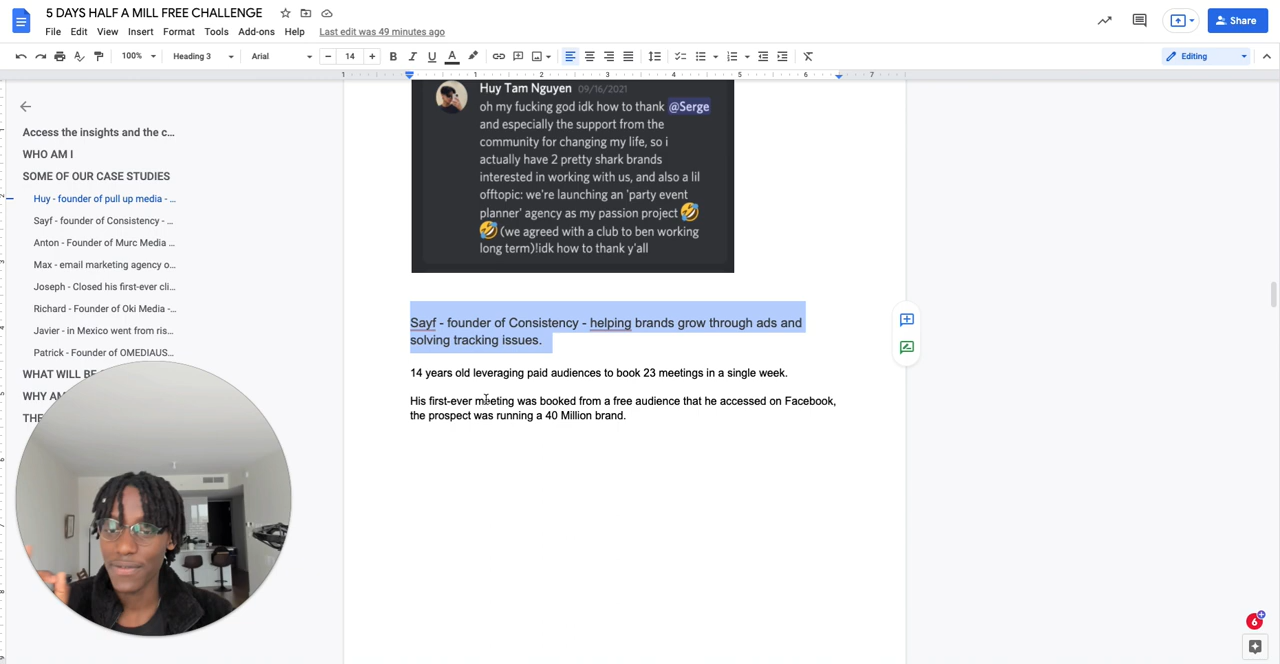 5 DAYS HALF A MILL FREE CHALLENGE
File Edit View Insert Format Tools Add-ons Help Last edit was 49 minutes ago
Share
100% Heading 3 Arial 14 B I U A Editing
1 1 2 3 4 5 6 7
Access the insights and the c...
WHO AM I
SOME OF OUR CASE STUDIES
Huy - founder of pull up media - ...
Sayf - founder of Consistency - ...
Anton - Founder of Murc Media ...
Max - email marketing agency o...
Joseph - Closed his first-ever cli...
Richard - Founder of Oki Media -...
Javier - in Mexico went from ris...
Patrick - Founder of OMEDIAUS...
WHAT WILL BE
WHY AM
THE
Huy Tam Nguyen 09/16/2021
oh my fucking god idk how to thank @Serge
and especially the support from the
community for changing my life, so i
actually have 2 pretty shark brands
interested in working with us, and also a lil
offtopic: we're launching an 'party event
planner' agency as my passion project
(we agreed with a club to ben working
long term)!idk how to thank y'all
Sayf - founder of Consistency - helping brands grow through ads and
solving tracking issues.
14 years old leveraging paid audiences to book 23 meetings in a single week.
His first-ever meeting was booked from a free audience that he accessed on Facebook,
the prospect was running a 40 Million brand.
6